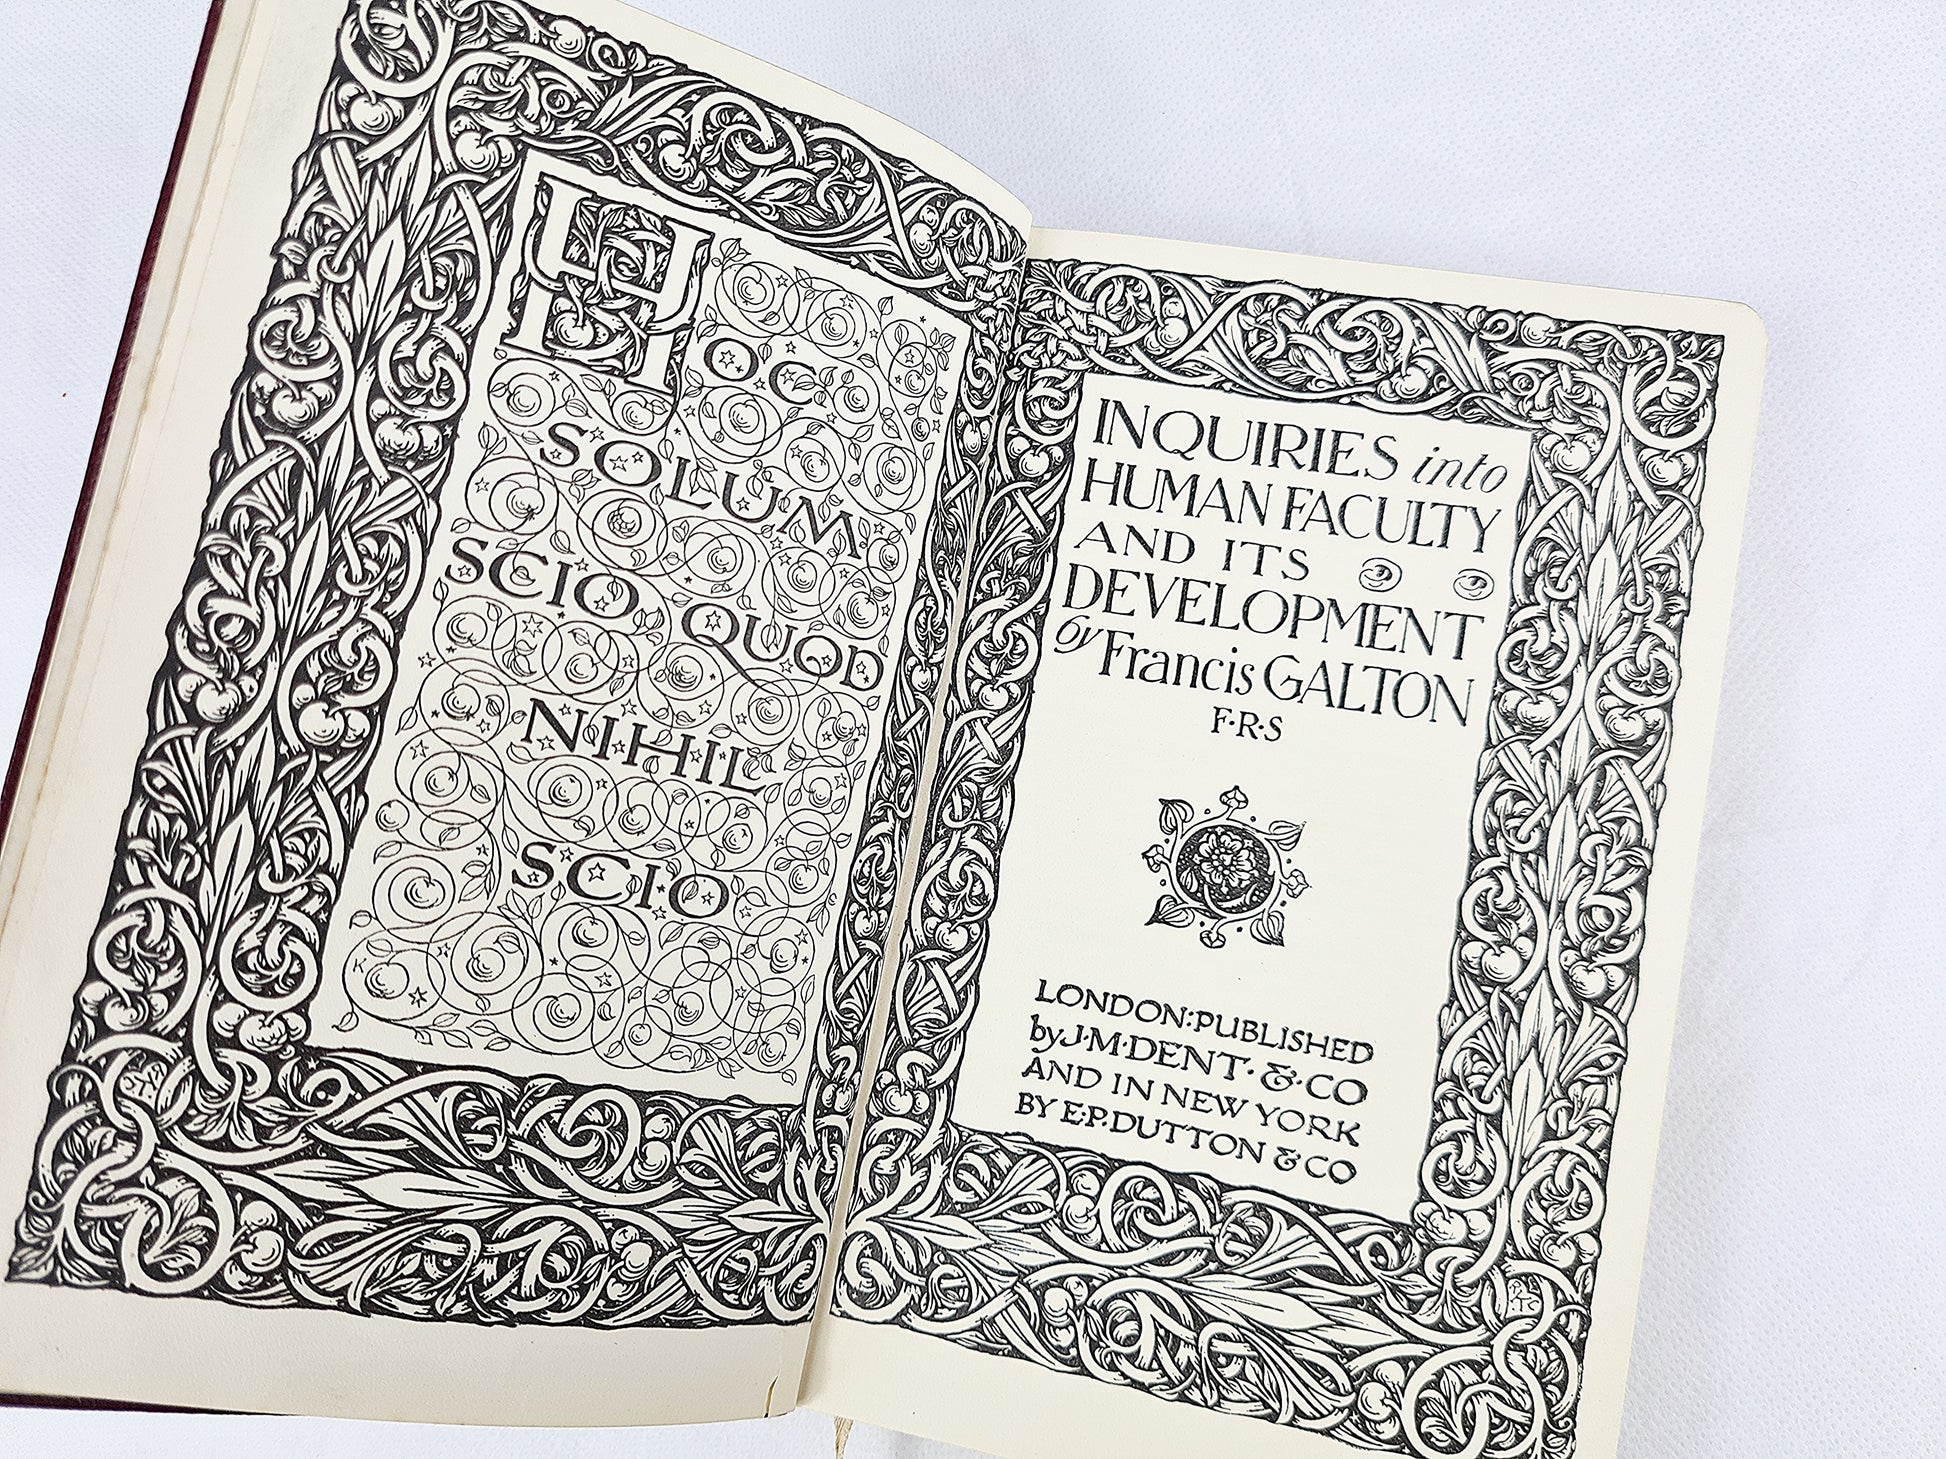 HOC
SOLUM
SCIO QUOD
NIHIL
SCIO
INQUIRIES into
HUMAN FACULTY
AND ITS
DEVELOPMENT
by Francis GALTON
F·R·S
LONDON:PUBLISHED
by J·M·DENT·&·CO
AND IN NEW YORK
BY E·P·DUTTON & CO